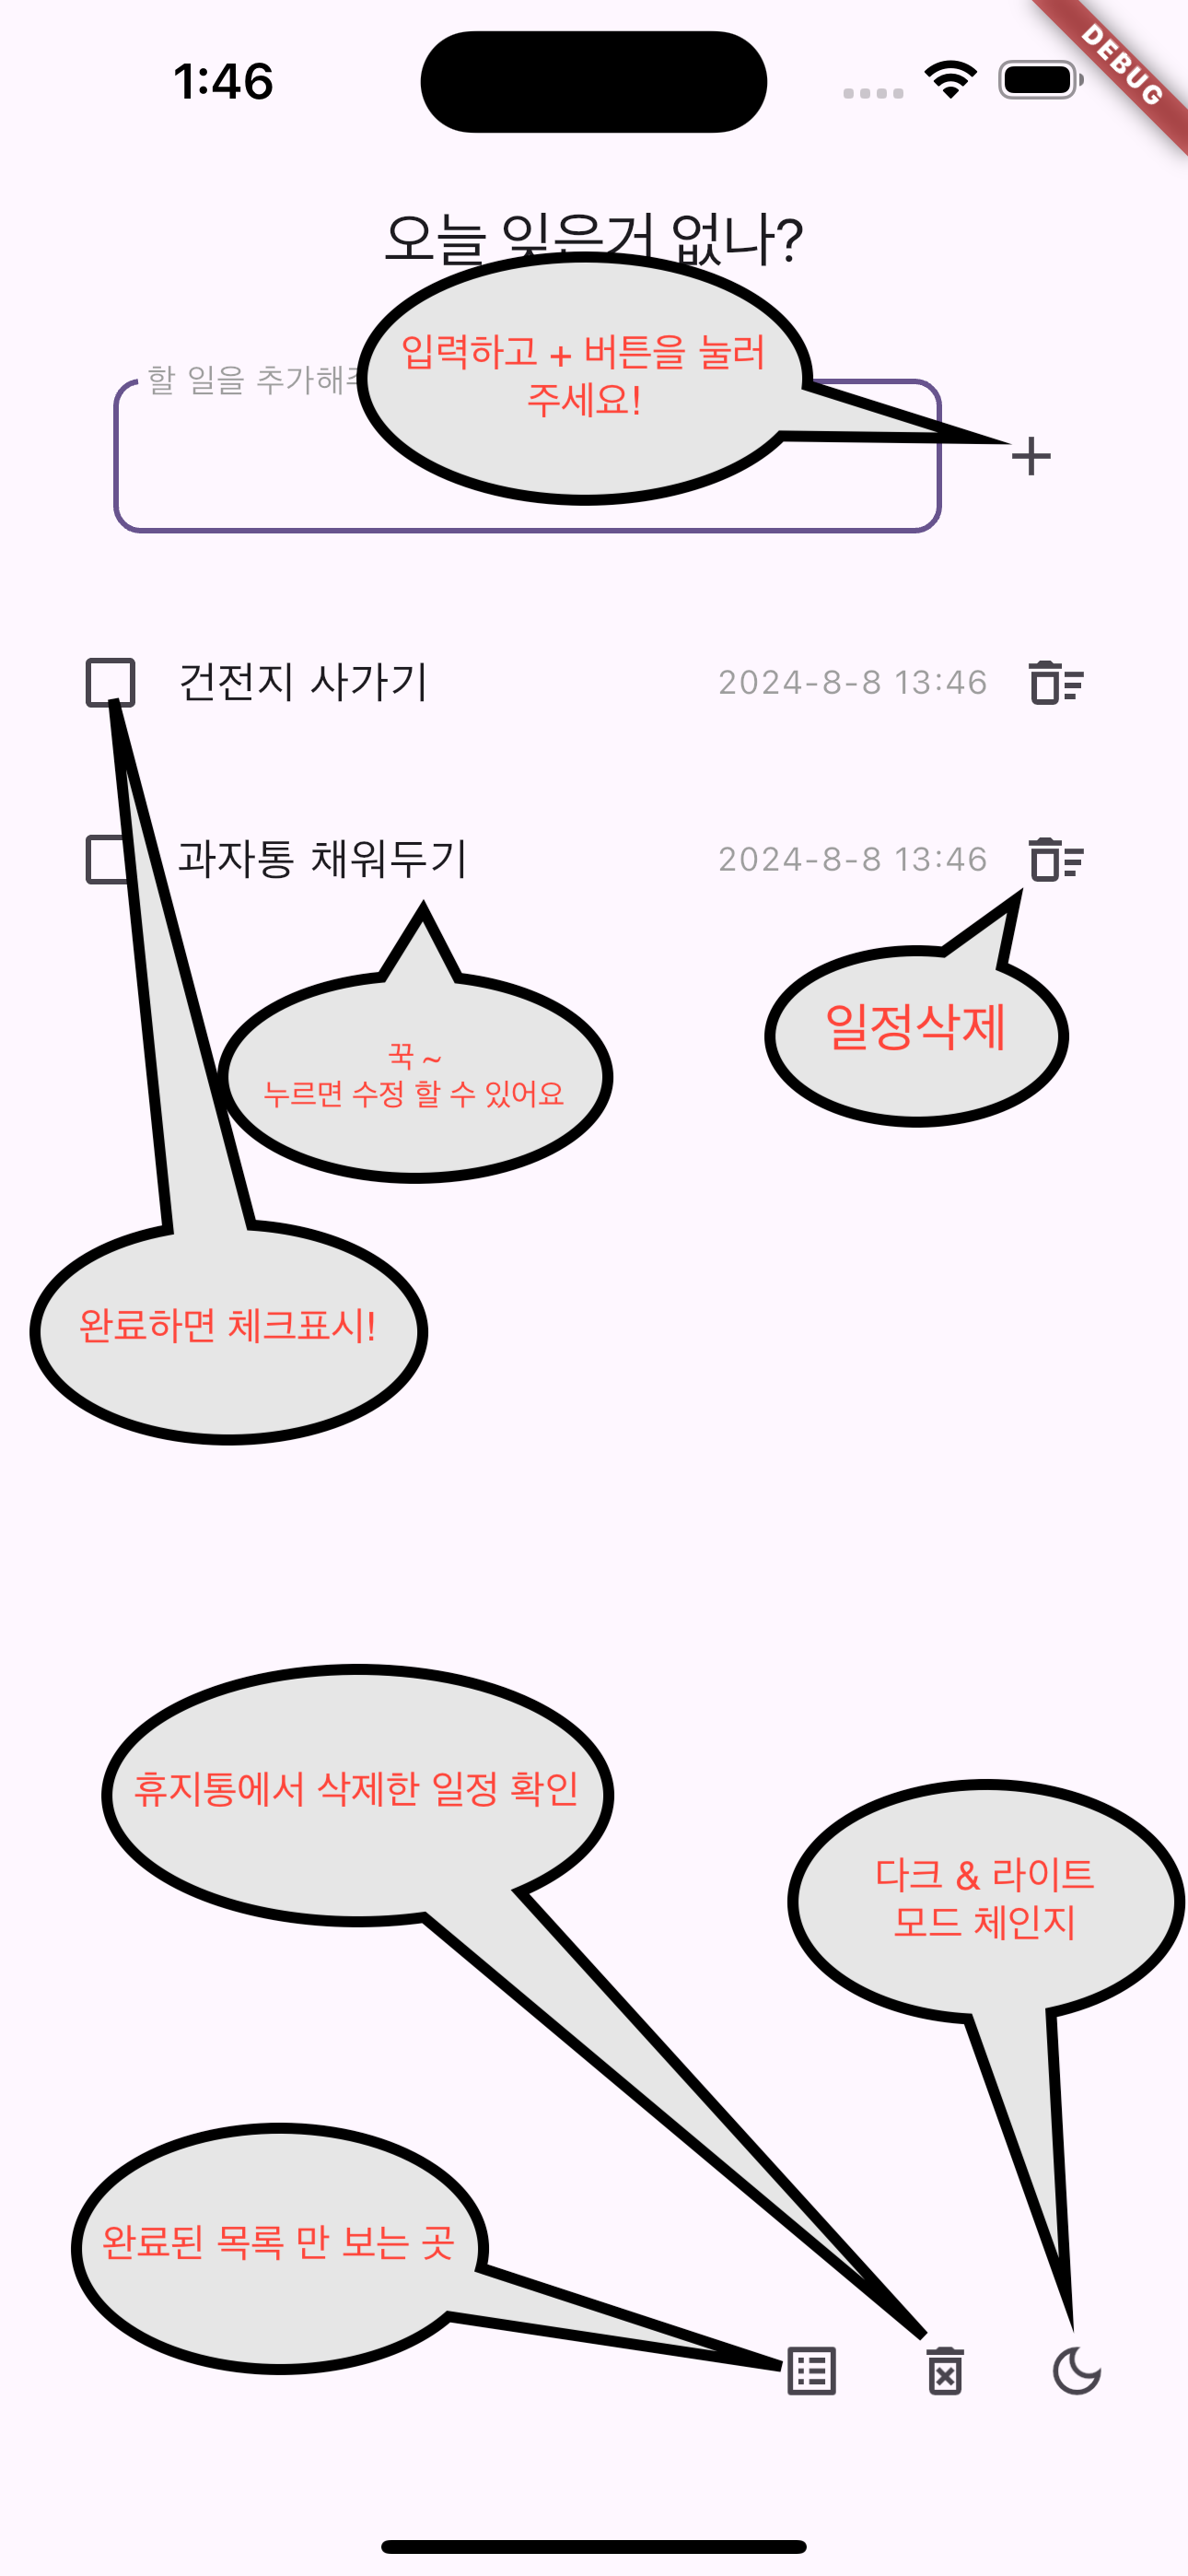 1:46
DEBUG
오늘 잊은거 없나?
입력하고 + 버튼을 눌러
주세요!
할 일을
건전지 사가기 2024-8-8 13:46
과자통 채워두기 2024-8-8 13:46
일정삭제
꾹 ~
누르면 수정 할 수 있어요
완료하면 체크표시!
휴지통에서 삭제한 일정 확인
다크 & 라이트
모드 체인지
완료된 목록 만 보는 곳